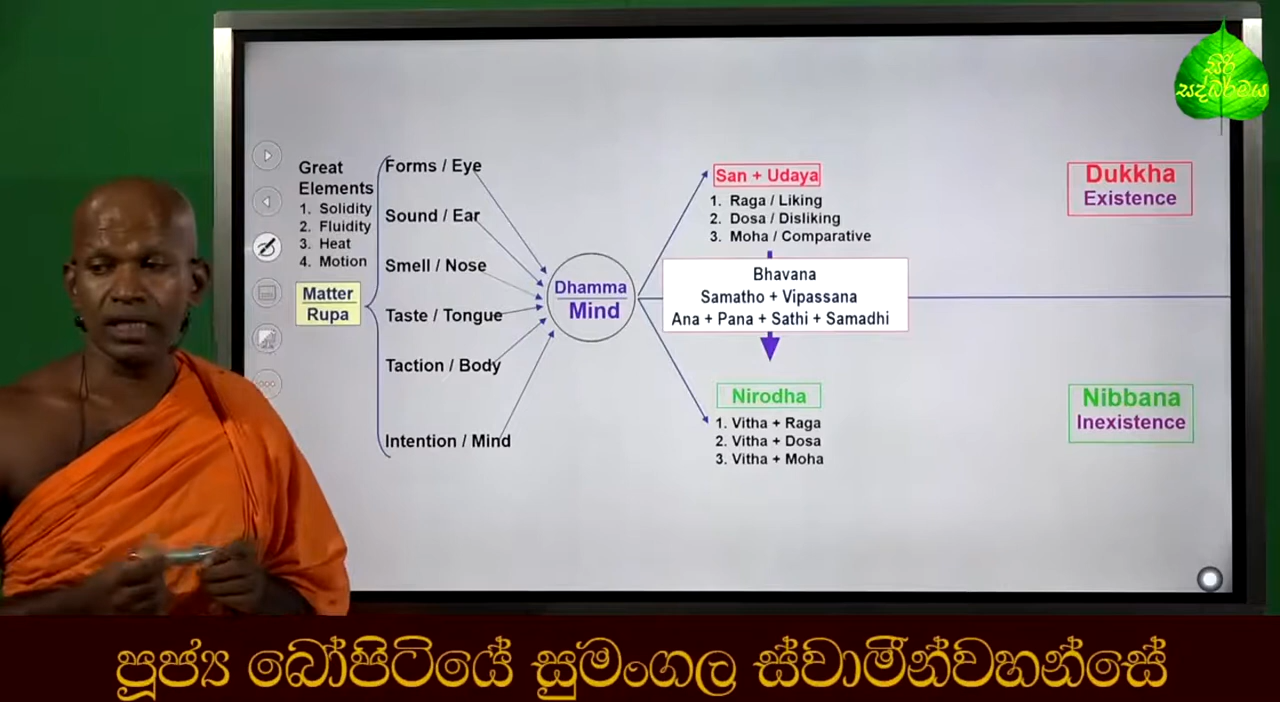 සිරි
සද්ධර්මය
Great
Elements
1. Solidity
2. Fluidity
3. Heat
4. Motion
Matter
Rupa
Forms / Eye
Sound / Ear
Smell / Nose
Taste / Tongue
Taction / Body
Intention / Mind
Dhamma
Mind
San + Udaya
1. Raga / Liking
2. Dosa / Disliking
3. Moha / Comparative
Bhavana
Samatho + Vipassana
Ana + Pana + Sathi + Samadhi
Nirodha
1. Vitha + Raga
2. Vitha + Dosa
3. Vitha + Moha
Dukkha
Existence
Nibbana
Inexistence
පූජ්‍ය බෝපිටියේ සුමංගල ස්වාමීන්වහන්සේ